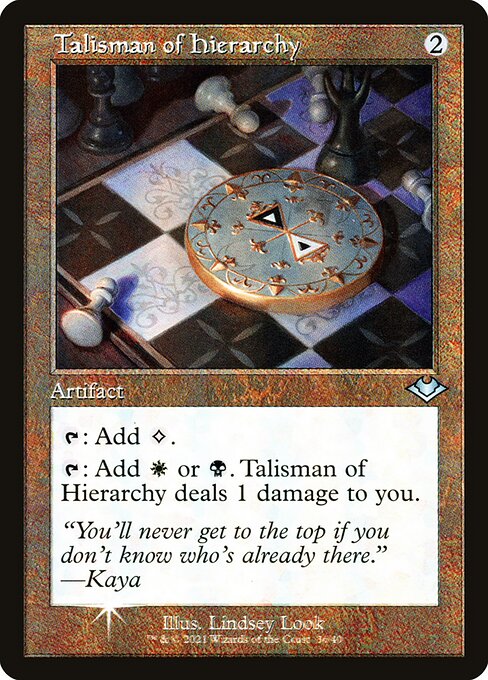 Talisman of Hierarchy 2
Artifact
: Add .
: Add or . Talisman of
Hierarchy deals 1 damage to you.
“You’ll never get to the top if you
don’t know who’s already there.”
—Kaya
Illus. Lindsey Look
™ & © 2021 Wizards of the Coast 36/40